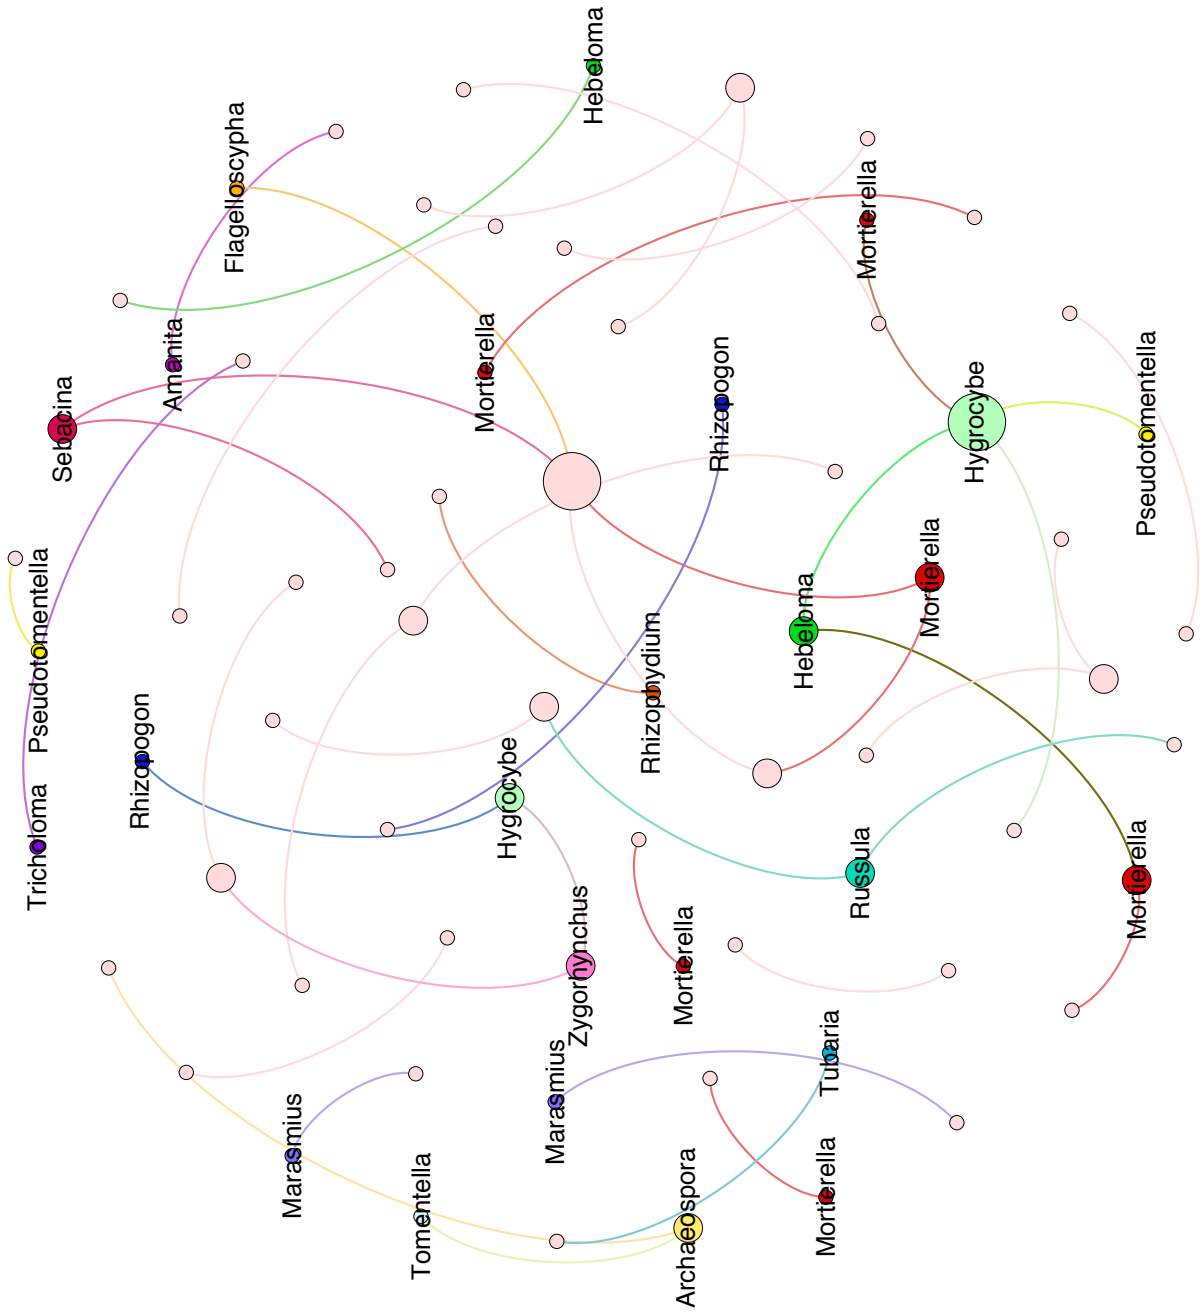 Hebeloma
Flagelloscypha
Mortierella
Amanita
Mortierella
Sebacina
Rhizopogon
Hygrocybe
Pseudotomentella
Pseudotomentella
Mortierella
Hebeloma
Rhizophydium
Rhizopogon
Hygrocybe
Tricholoma
Russula
Mortierella
Zygorhynchus
Mortierella
Tubaria
Marasmius
Marasmius
Tomentella
Mortierella
Archaeospora